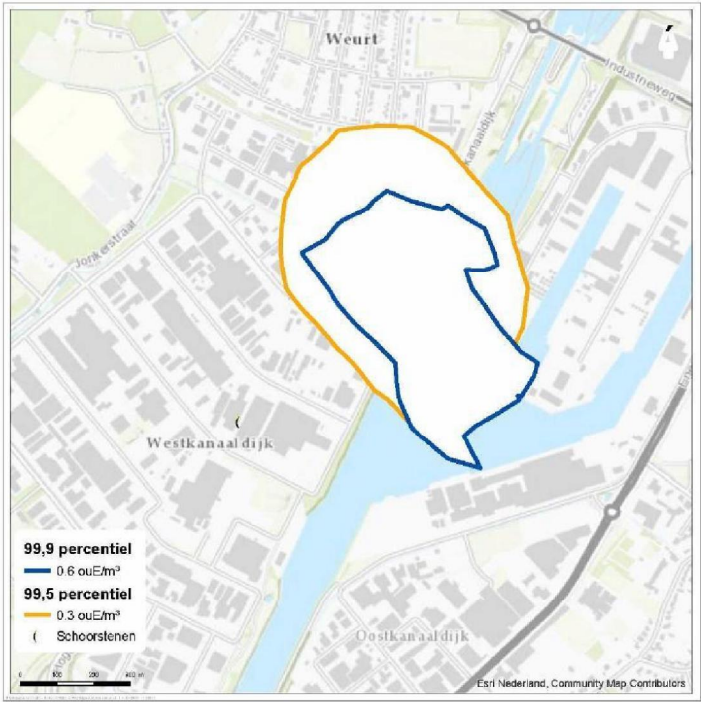 Weurt
Industrieweg
kanaaldijk
Jonkerstraat
Westkanaaldijk
Oostkanaaldijk
99,9 percentiel
0.6 ouE/m³
99,5 percentiel
0.3 ouE/m³
Schoorstenen
Esri Nederland, Community Map Contributors